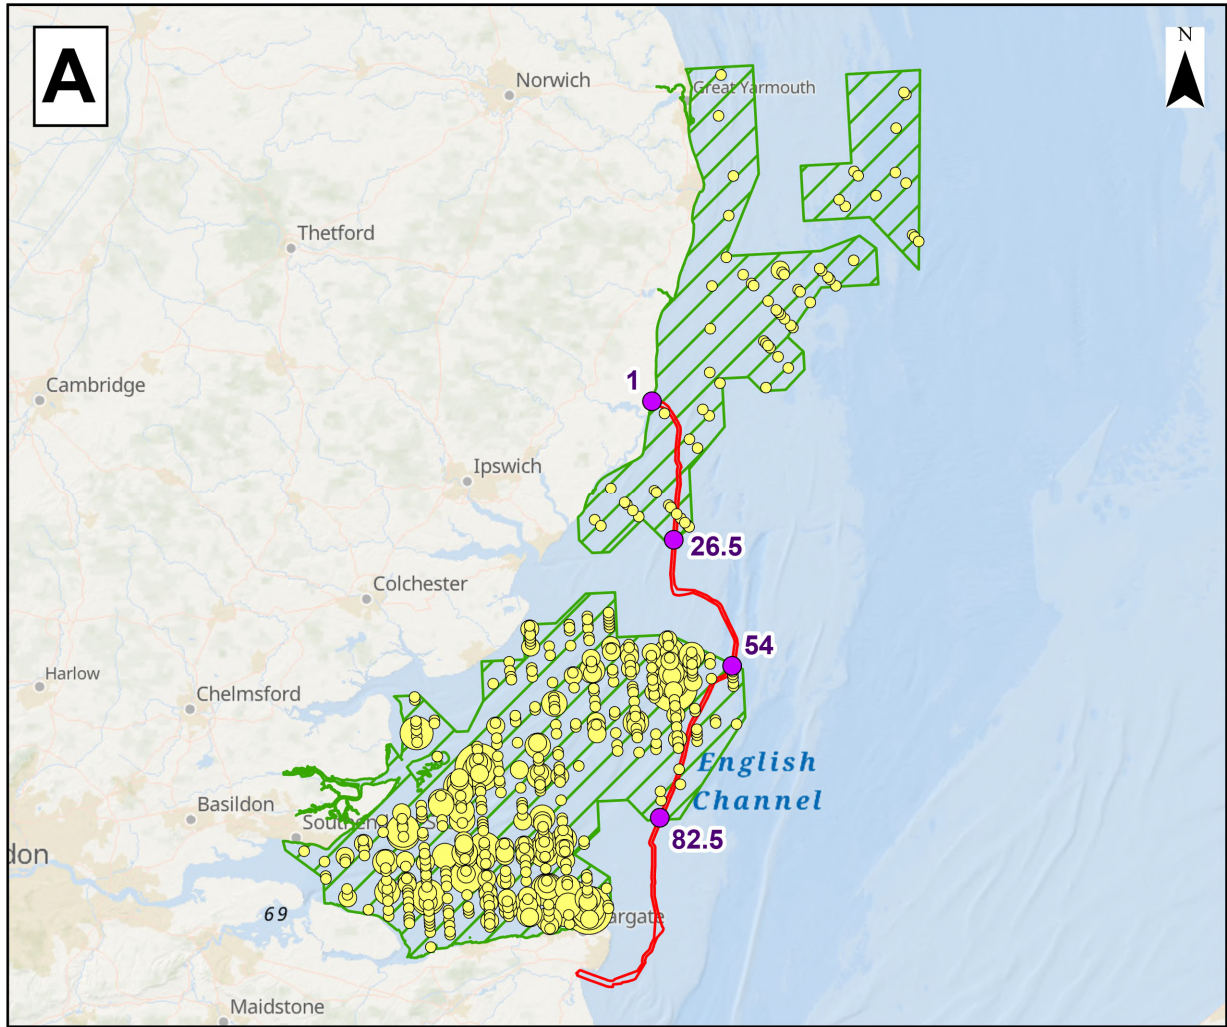 A
N
Norwich
Great Yarmouth
Thetford
1
Cambridge
Ipswich
26.5
Colchester
54
Harlow
Chelmsford
English
Channel
Basildon
82.5
don
69
argate
Maidstone